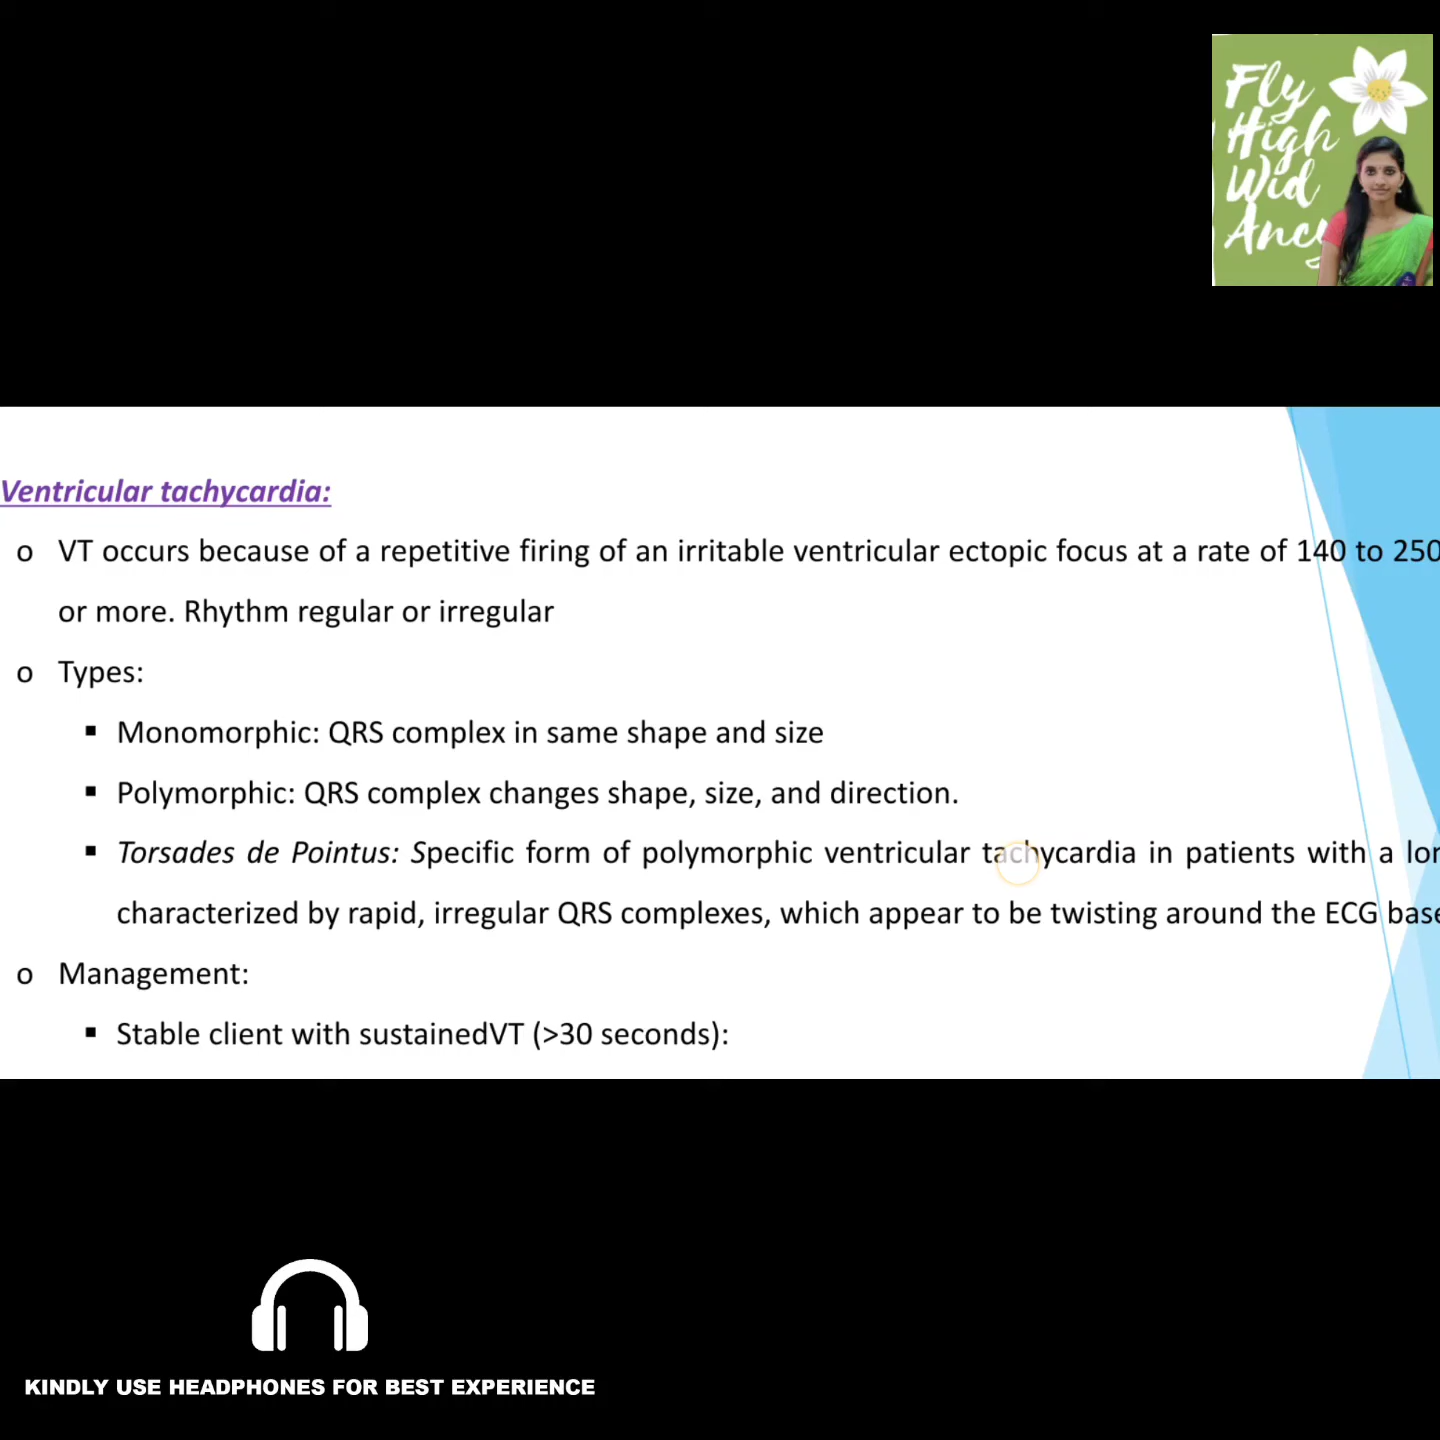 Fly
High
Wid
Ancy
Ventricular tachycardia:
o VT occurs because of a repetitive firing of an irritable ventricular ectopic focus at a rate of 140 to 250
or more. Rhythm regular or irregular
o Types:
▪ Monomorphic: QRS complex in same shape and size
▪ Polymorphic: QRS complex changes shape, size, and direction.
▪ Torsades de Pointus: Specific form of polymorphic ventricular tachycardia in patients with a lon
characterized by rapid, irregular QRS complexes, which appear to be twisting around the ECG base
o Management:
▪ Stable client with sustainedVT (>30 seconds):
KINDLY USE HEADPHONES FOR BEST EXPERIENCE